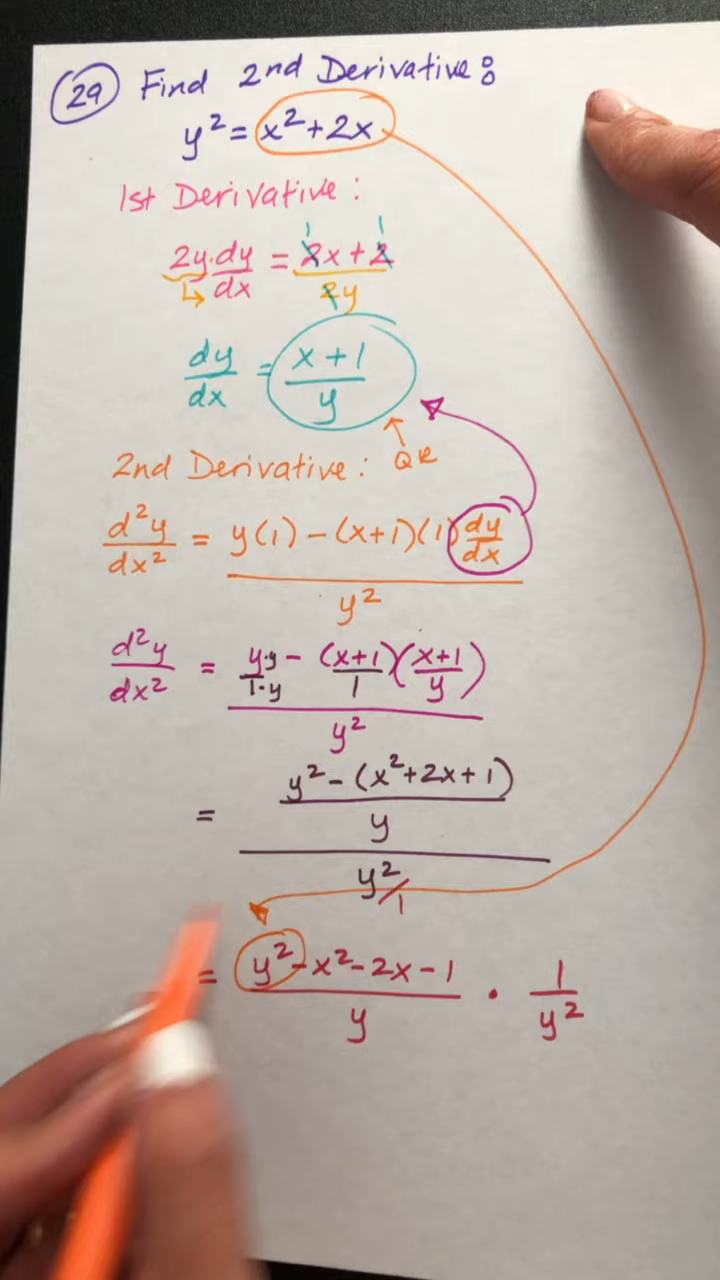 29 Find 2nd Derivative:
y² = x² + 2x
1st Derivative:
1 1
2y·dy/dx = 2x + 2 / 2y
dy/dx = x + 1 / y
2nd Derivative: QR
d²y/dx² = y(1) - (x+1)(1) dy/dx / y²
d²y/dx² = y·y/1·y - (x+1)/1 (x+1/y) / y²
= y² - (x² + 2x + 1) / y / y²/1
= y² - x² - 2x - 1 / y · 1/y²